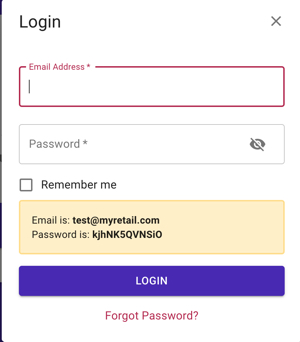 Login
Email Address *
Password *
Remember me
Email is: test@myretail.com
Password is: kjhNK5QVNSiO
LOGIN
Forgot Password?